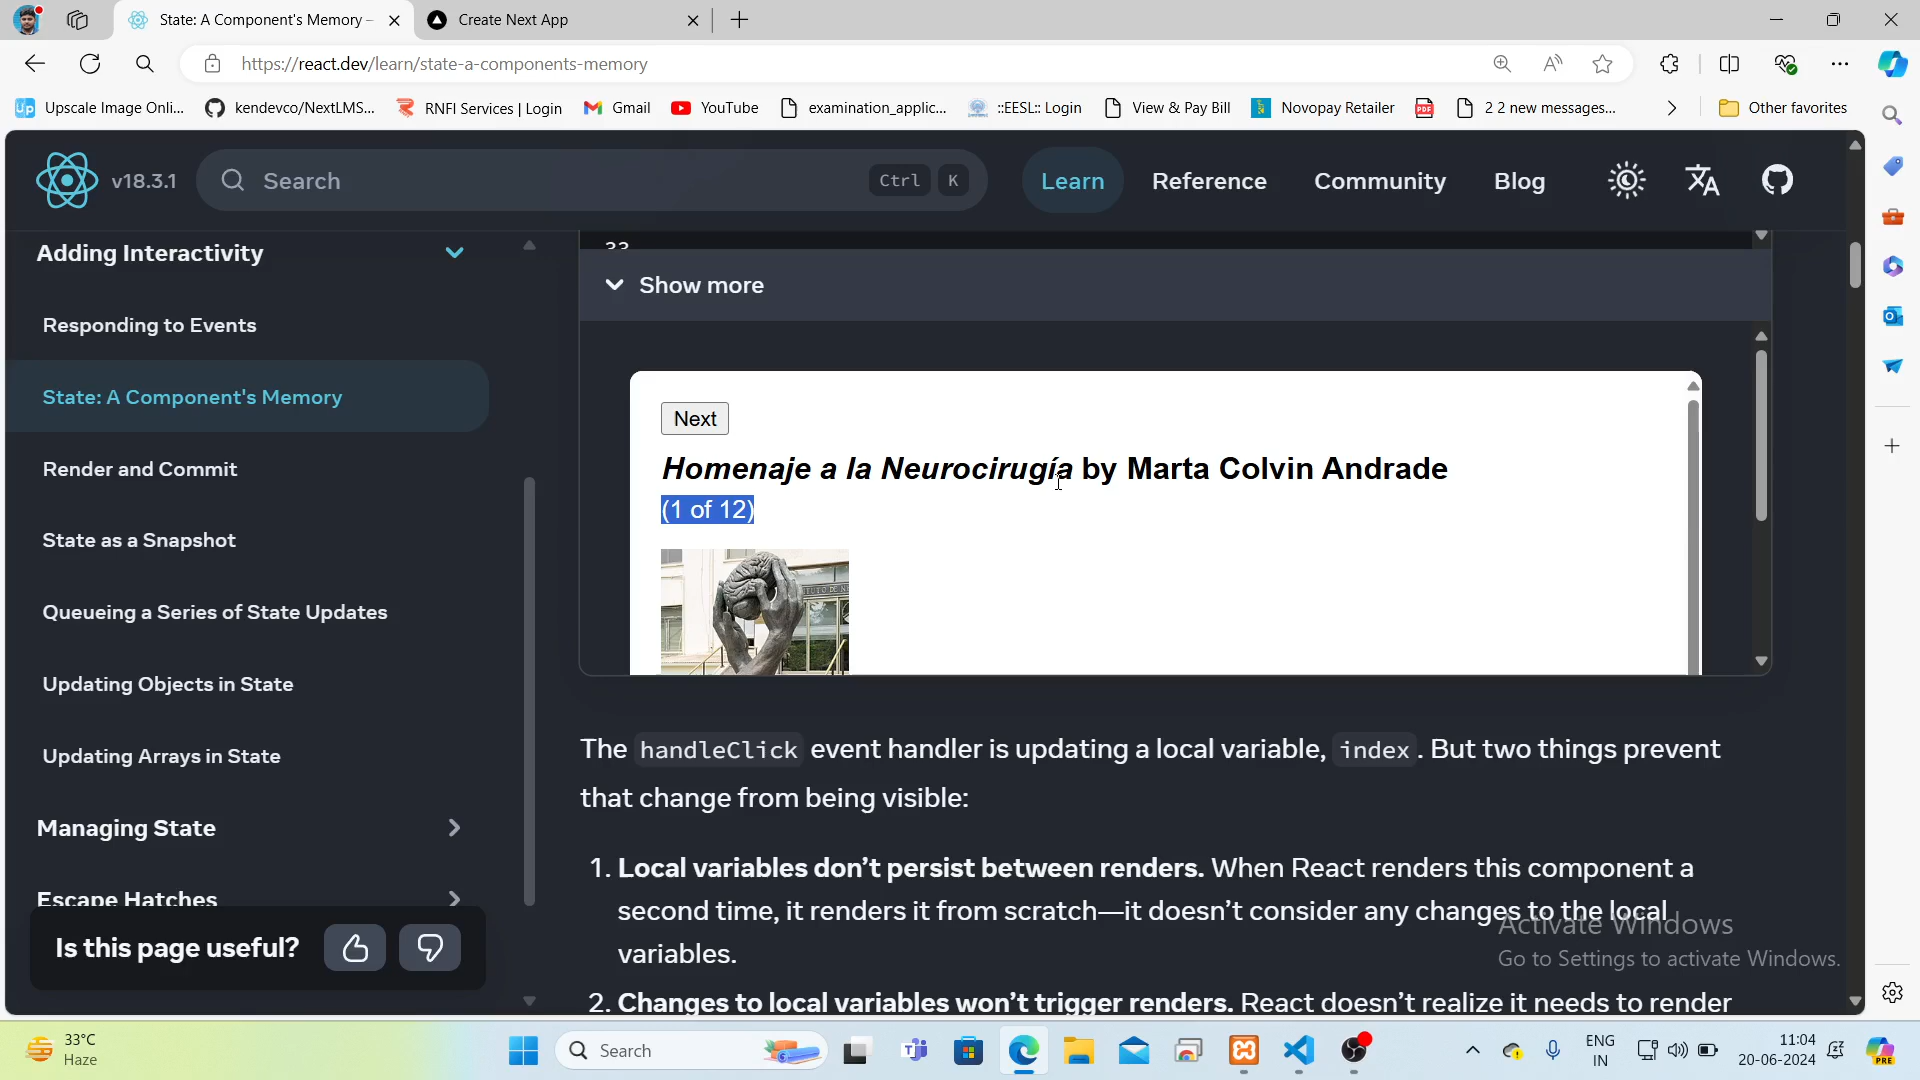 State: A Component's Memory –
Create Next App
https://react.dev/learn/state-a-components-memory
Upscale Image Onli...
kendevco/NextLMS...
RNFI Services | Login
Gmail
YouTube
examination_applic...
::EESL:: Login
View & Pay Bill
Novopay Retailer
2 2 new messages...
Other favorites
v18.3.1
Search
Ctrl
K
Learn
Reference
Community
Blog
Adding Interactivity
Responding to Events
State: A Component's Memory
Render and Commit
State as a Snapshot
Queueing a Series of State Updates
Updating Objects in State
Updating Arrays in State
Managing State
Escape Hatches
Is this page useful?
33
Show more
Next
Homenaje a la Neurocirugía by Marta Colvin Andrade
(1 of 12)
The handleClick event handler is updating a local variable, index. But two things prevent
that change from being visible:
1. Local variables don't persist between renders. When React renders this component a
second time, it renders it from scratch—it doesn't consider any changes to the local
variables.
2. Changes to local variables won't trigger renders. React doesn't realize it needs to render
Activate Windows
Go to Settings to activate Windows.
33°C
Haze
Search
ENG
IN
11:04
20-06-2024
PRE